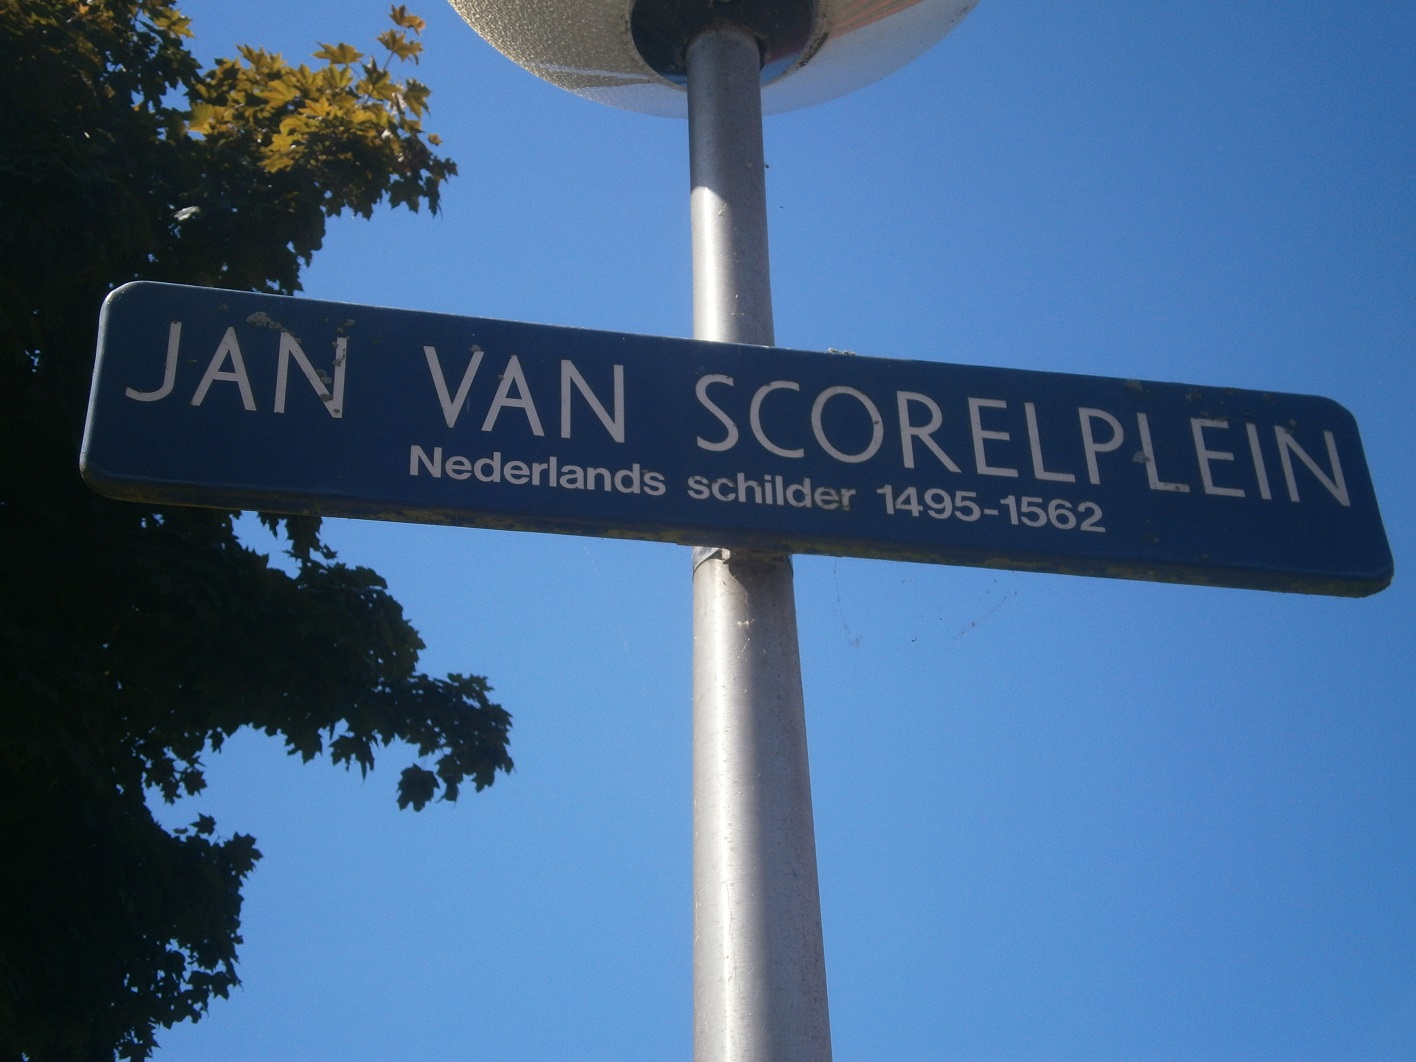 JAN VAN SCORELPLEIN
Nederlands schilder 1495-1562